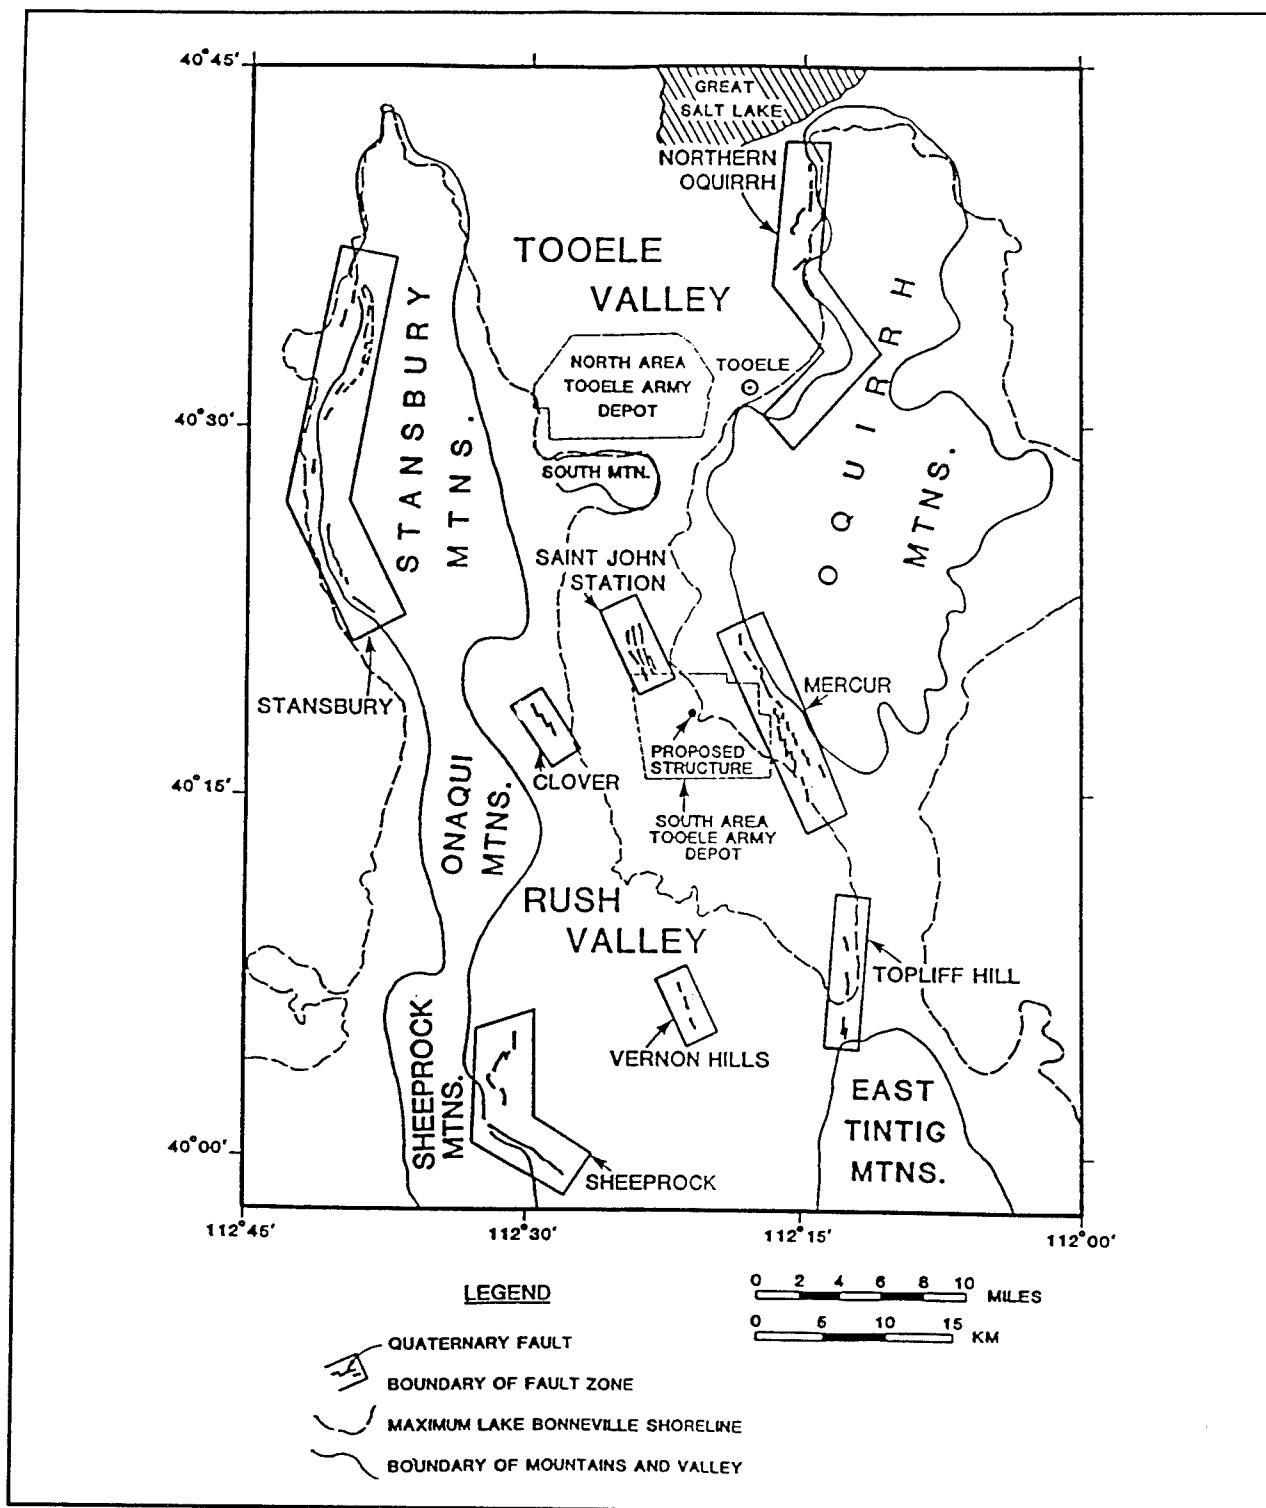 40°45'
GREAT
SALT LAKE
NORTHERN
OQUIRRH
TOOELE
VALLEY
STANSBURY
MTNS.
OQUIRRH
MTNS.
NORTH AREA
TOOELE ARMY
DEPOT
TOOELE
40°30'
SOUTH MTN.
SAINT JOHN
STATION
STANSBURY
MERCUR
CLOVER
PROPOSED
STRUCTURE
40°15'
ONAQUI
MTNS.
SOUTH AREA
TOOELE ARMY
DEPOT
RUSH
VALLEY
TOPLIFF HILL
VERNON HILLS
SHEEPROCK
MTNS.
EAST
TINTIG
MTNS.
40°00'
SHEEPROCK
112°45'
112°30'
112°15'
112°00'
LEGEND
QUATERNARY FAULT
BOUNDARY OF FAULT ZONE
MAXIMUM LAKE BONNEVILLE SHORELINE
BOUNDARY OF MOUNTAINS AND VALLEY
0 2 4 6 8 10 MILES
0 5 10 15 KM